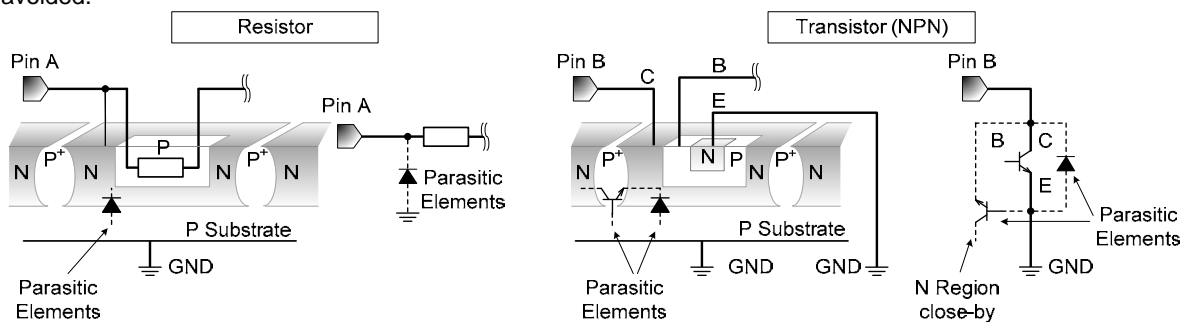 avoided.
Resistor
Transistor (NPN)
Pin A
Pin A
P
N
P+
N
N
P+
N
Parasitic
Elements
P Substrate
GND
Parasitic
Elements
Pin B
C
B
E
N
P+
N
N
P
P+
N
P Substrate
GND
GND
Parasitic
Elements
Pin B
B
C
E
Parasitic
Elements
GND
N Region
close-by